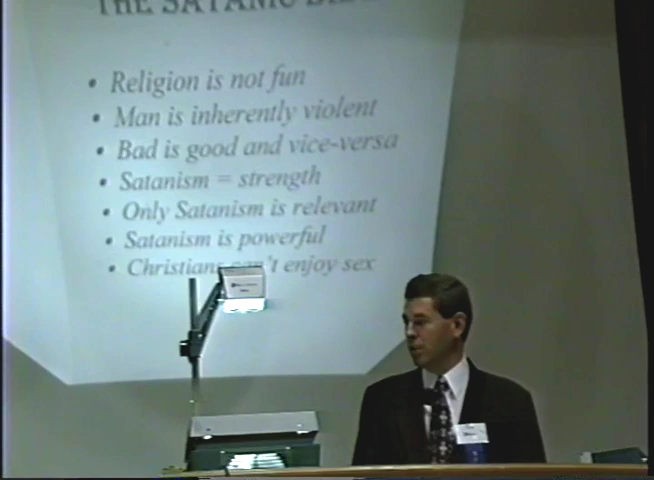 THE SATANIC
• Religion is not fun
• Man is inherently violent
• Bad is good and vice-versa
• Satanism = strength
• Only Satanism is relevant
• Satanism is powerful
• Christians can't enjoy sex